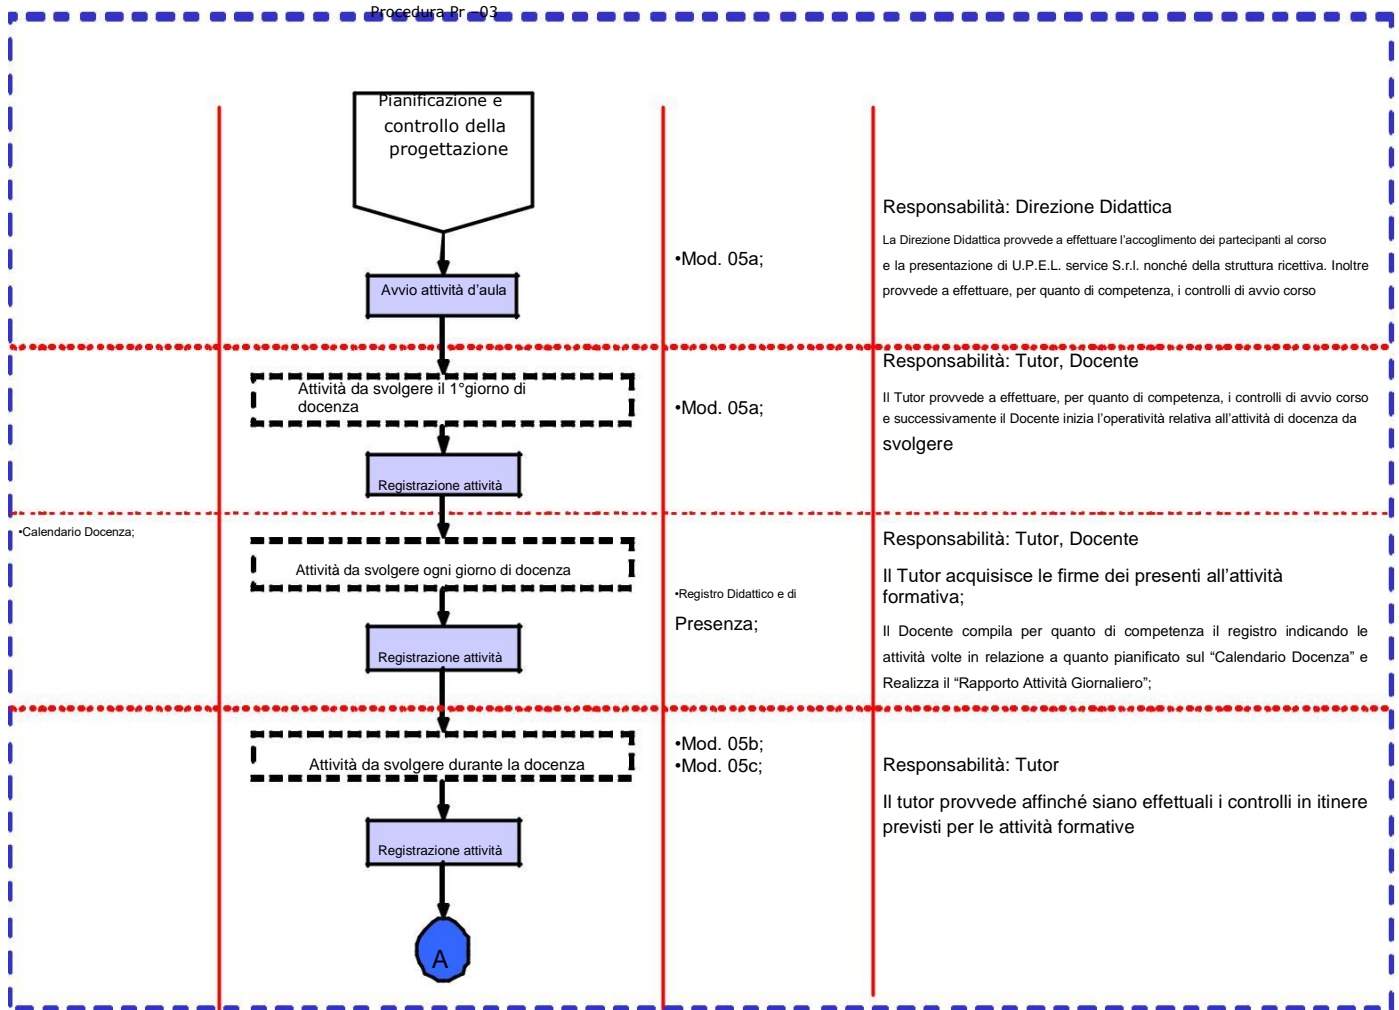 Procedura Pr –03
Pianificazione e
controllo della
progettazione
Avvio attività d’aula
•Mod. 05a;
Responsabilità: Direzione Didattica
La Direzione Didattica provvede a effettuare l’accoglimento dei partecipanti al corso
e la presentazione di U.P.E.L. service S.r.l. nonché della struttura ricettiva. Inoltre
provvede a effettuare, per quanto di competenza, i controlli di avvio corso
Attività da svolgere il 1°giorno di
docenza
Registrazione attività
•Mod. 05a;
Responsabilità: Tutor, Docente
Il Tutor provvede a effettuare, per quanto di competenza, i controlli di avvio corso
e successivamente il Docente inizia l’operatività relativa all’attività di docenza da
svolgere
•Calendario Docenza;
Attività da svolgere ogni giorno di docenza
Registrazione attività
•Registro Didattico e di
Presenza;
Responsabilità: Tutor, Docente
Il Tutor acquisisce le firme dei presenti all’attività
formativa;
Il Docente compila per quanto di competenza il registro indicando le
attività volte in relazione a quanto pianificato sul “Calendario Docenza” e
Realizza il “Rapporto Attività Giornaliero”;
Attività da svolgere durante la docenza
Registrazione attività
A
•Mod. 05b;
•Mod. 05c;
Responsabilità: Tutor
Il tutor provvede affinché siano effettuali i controlli in itinere
previsti per le attività formative